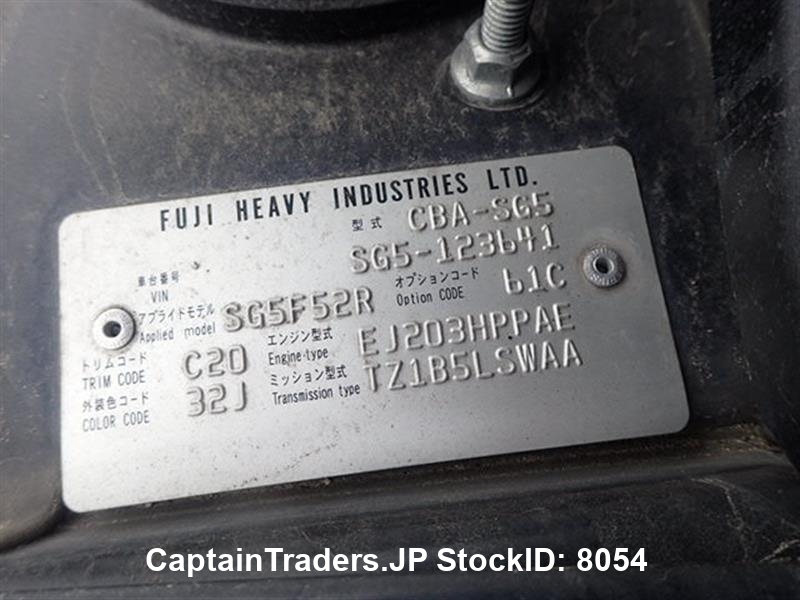 FUJI HEAVY INDUSTRIES LTD.
型式 CBA-SG5
車台番号 VIN SG5-123641
アプライドモデル Applied model SG5F52R オプションコード Option CODE 61C
トリムコード TRIM CODE C20 エンジン型式 Engine type EJ203HPPAE
外装色コード COLOR CODE 32J ミッション型式 Transmission type TZ1B5LSWAA
CaptainTraders.JP StockID: 8054